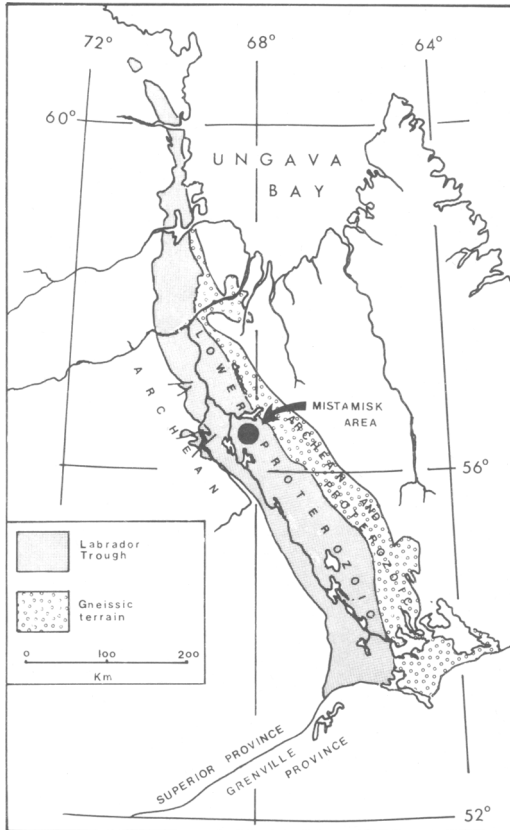 72° 68° 64°
60°
UNGAVA
BAY
LOWER PROTEROZOIC
ARCHEAN
MISTAMISK
AREA
ARCHEAN AND
PROTEROZOIC
56°
Labrador
Trough
Gneissic
terrain
0 100 200
Km
SUPERIOR PROVINCE
GRENVILLE
PROVINCE
52°